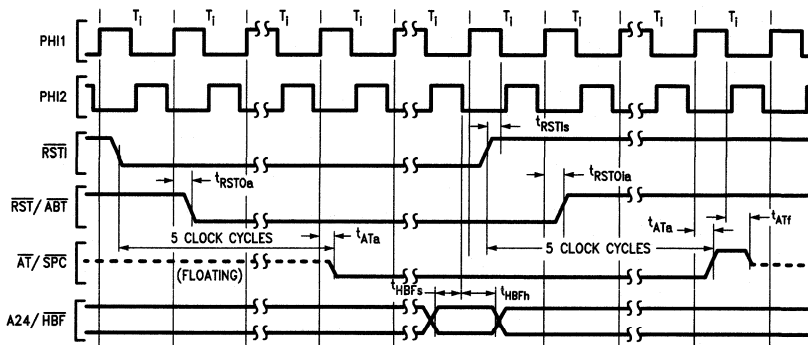 Ti Ti Ti Ti Ti Ti Ti Ti Ti
PHI1
PHI2
RSTI
tRSTIs
RST/ABT
tRSTOa
tRSTOia
AT/SPC
5 CLOCK CYCLES
tATa
5 CLOCK CYCLES
tATa
tATf
(FLOATING)
A24/HBF
tHBFs
tHBFh